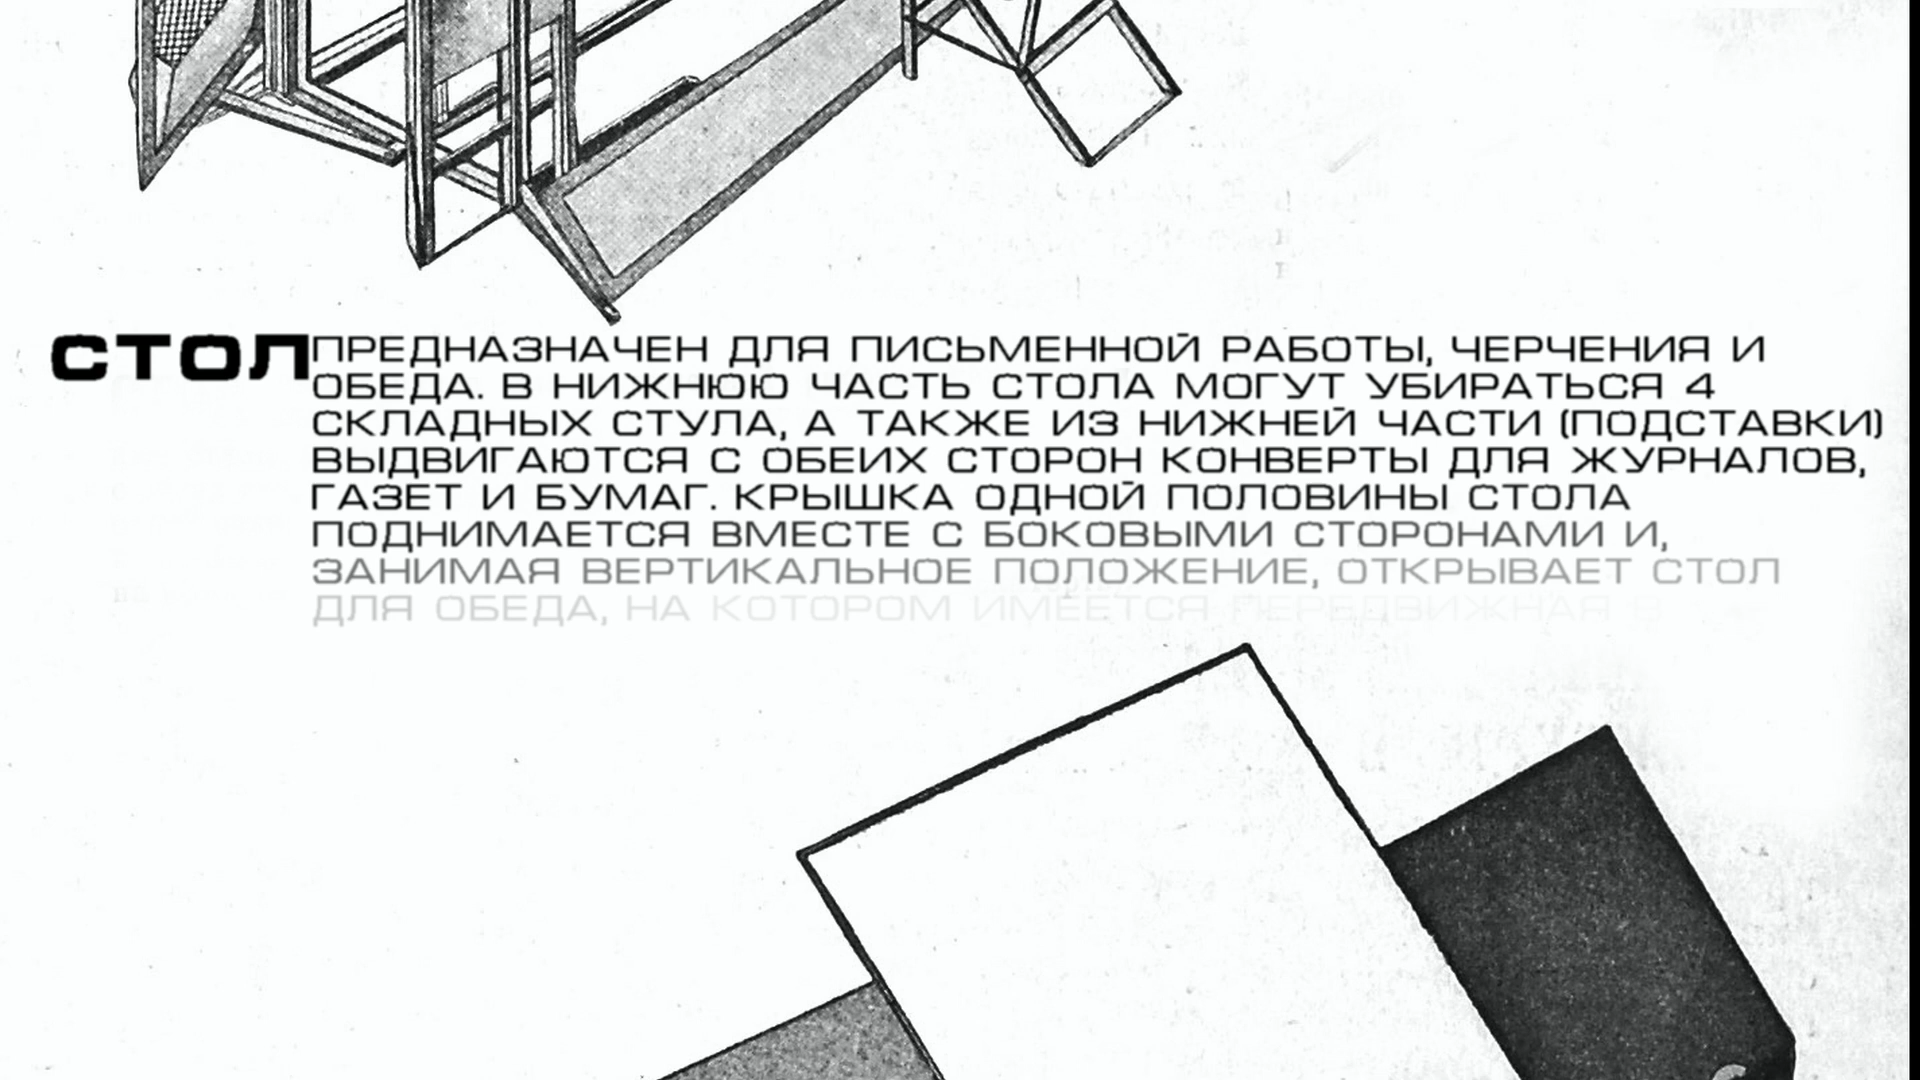 СТОЛ ПРЕДНАЗНАЧЕН ДЛЯ ПИСЬМЕННОЙ РАБОТЫ, ЧЕРЧЕНИЯ И
ОБЕДА. В НИЖНЮЮ ЧАСТЬ СТОЛА МОГУТ УБИРАТЬСЯ 4
СКЛАДНЫХ СТУЛА, А ТАКЖЕ ИЗ НИЖНЕЙ ЧАСТИ (ПОДСТАВКИ)
ВЫДВИГАЮТСЯ С ОБЕИХ СТОРОН КОНВЕРТЫ ДЛЯ ЖУРНАЛОВ,
ГАЗЕТ И БУМАГ. КРЫШКА ОДНОЙ ПОЛОВИНЫ СТОЛА
ПОДНИМАЕТСЯ ВМЕСТЕ С БОКОВЫМИ СТОРОНАМИ И,
ЗАНИМАЯ ВЕРТИКАЛЬНОЕ ПОЛОЖЕНИЕ, ОТКРЫВАЕТ СТОЛ
ДЛЯ ОБЕДА, НА КОТОРОМ ИМЕЕТСЯ ПЕРЕДВИЖНАЯ В